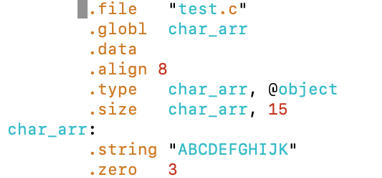 .file "test.c"
.globl char_arr
.data
.align 8
.type char_arr, @object
.size char_arr, 15
char_arr:
.string "ABCDEFGHIJK"
.zero 3